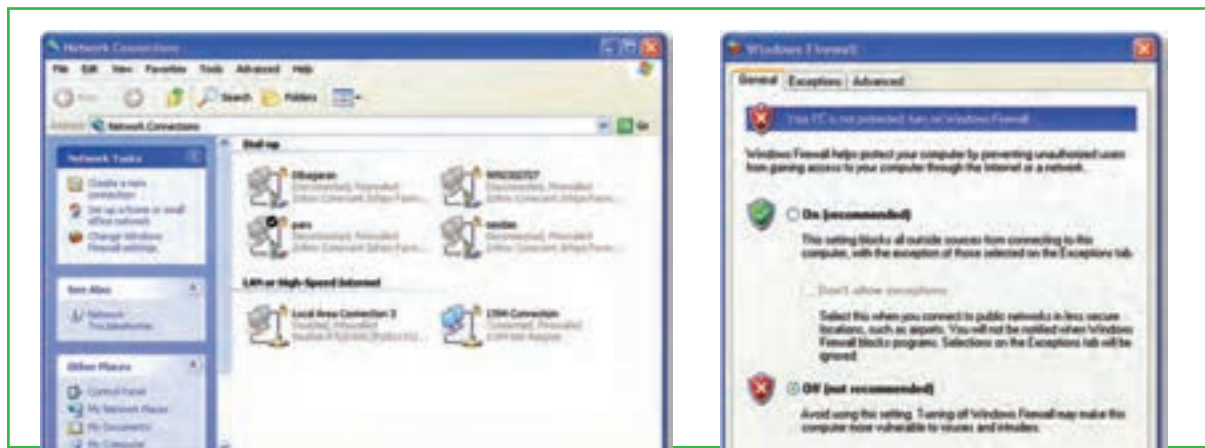 Network Connections
File Edit View Favorites Tools Advanced Help
Search Folders
Network Connections Go
Network Tasks
Create a new connection
Set up a home or small office network
Change Windows Firewall settings
See Also
Network Troubleshooter
Other Places
Control Panel
My Network Places
My Documents
My Computer
Dial-up
Disconnected, Firewalled
Disconnected, Firewalled
pars
Disconnected, Firewalled
Disconnected, Firewalled
LAN or High-Speed Internet
Local Area Connection 3
1394 Connection
Connected, Firewalled
Windows Firewall
General Exceptions Advanced
Your PC is not protected: turn on Windows Firewall
Windows Firewall helps protect your computer by preventing unauthorized users
from gaining access to your computer through the Internet or a network.
On (recommended)
This setting blocks all outside sources from connecting to this
computer, with the exception of those selected on the Exceptions tab.
Don't allow exceptions
Select this when you connect to public networks in less secure
locations, such as airports. You will not be notified when Windows
Firewall blocks programs. Selections on the Exceptions tab will be
ignored.
Off (not recommended)
Avoid using this setting. Turning off Windows Firewall may make this
computer more vulnerable to viruses and intruders.